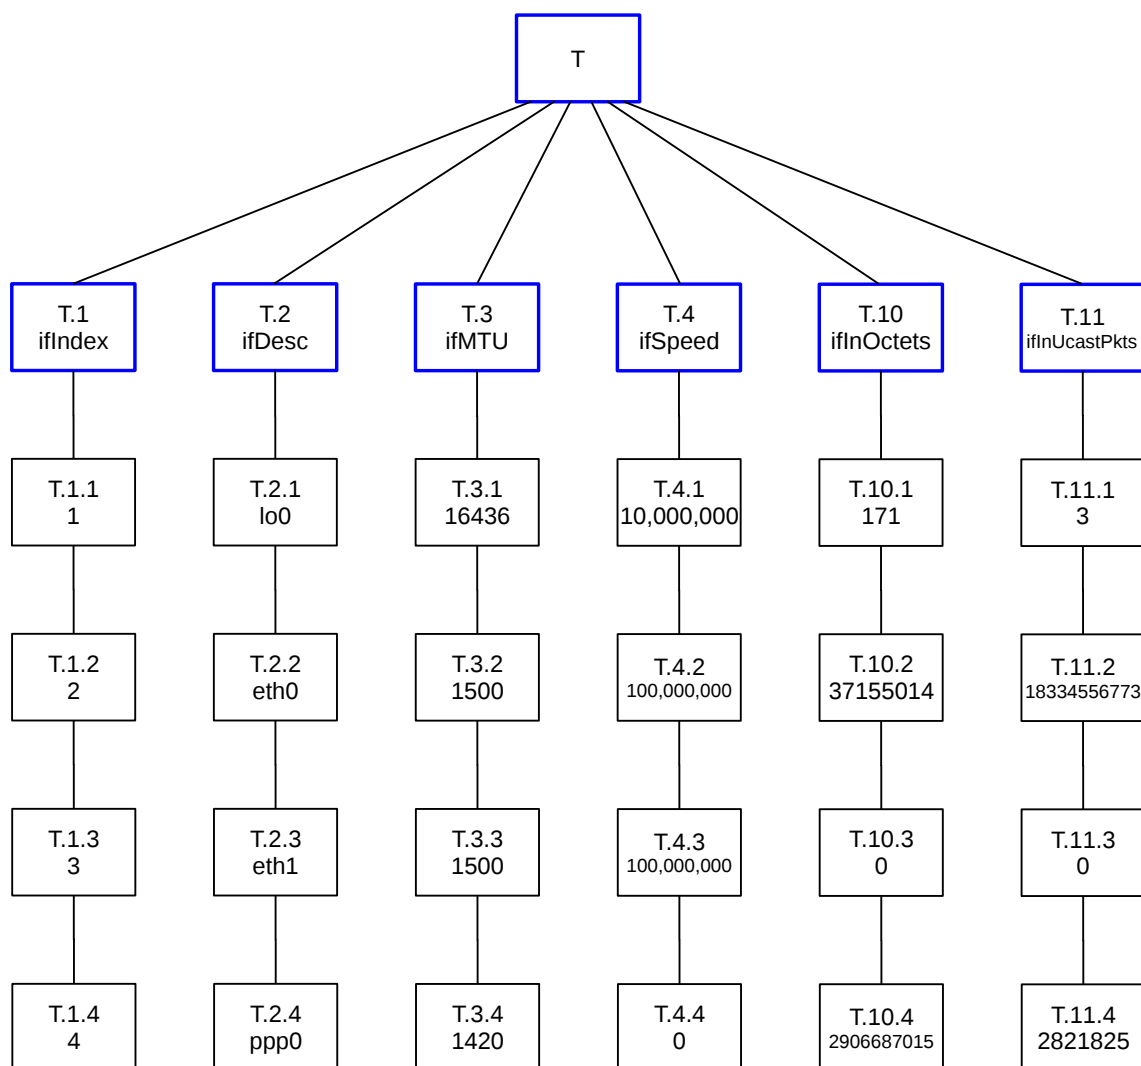 T
T.1
ifIndex
T.2
ifDesc
T.3
ifMTU
T.4
ifSpeed
T.10
ifInOctets
T.11
ifInUcastPkts
T.1.1
1
T.2.1
lo0
T.3.1
16436
T.4.1
10,000,000
T.10.1
171
T.11.1
3
T.1.2
2
T.2.2
eth0
T.3.2
1500
T.4.2
100,000,000
T.10.2
37155014
T.11.2
18334556773
T.1.3
3
T.2.3
eth1
T.3.3
1500
T.4.3
100,000,000
T.10.3
0
T.11.3
0
T.1.4
4
T.2.4
ppp0
T.3.4
1420
T.4.4
0
T.10.4
2906687015
T.11.4
2821825